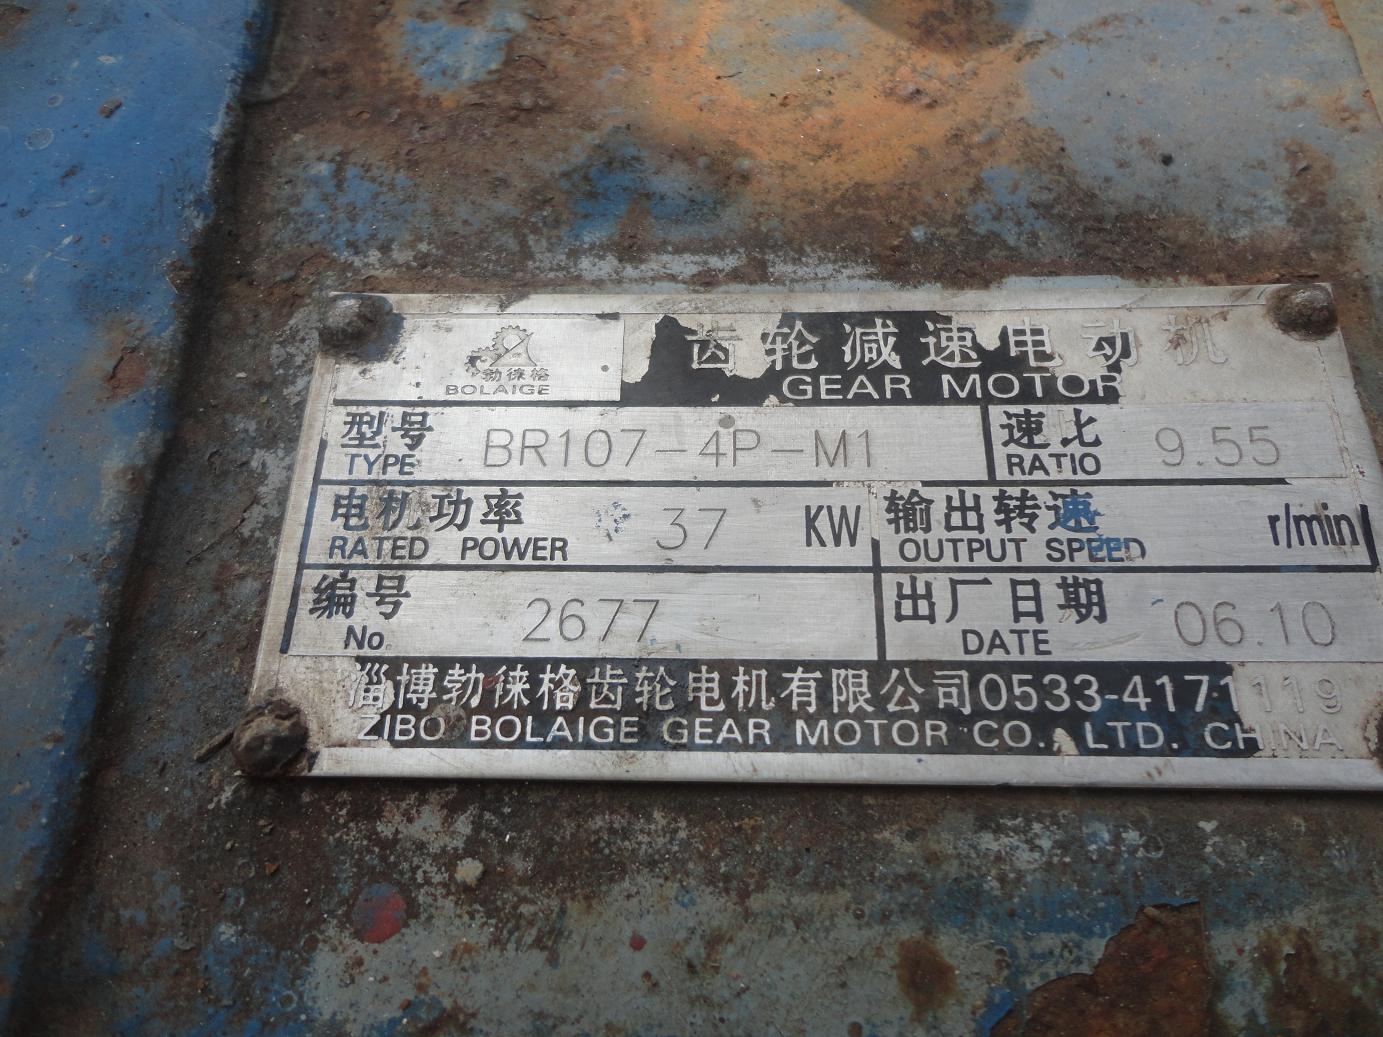 勃徕格
BOLAIGE
齿轮减速电动机
GEAR MOTOR
型号 BR107-4P-M1 速比 9.55
TYPE RATIO
电机功率 37 KW 输出转速 r/min
RATED POWER OUTPUT SPEED
编号 2677 出厂日期 06.10
No. DATE
淄博勃徕格齿轮电机有限公司0533-4171119
ZIBO BOLAIGE GEAR MOTOR CO., LTD. CHINA